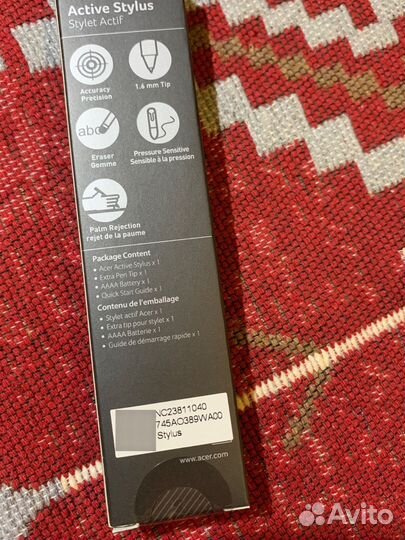 Active Stylus
Stylet Actif
Accuracy
Precision
1.6 mm Tip
abc
Eraser
Gomme
Pressure Sensitive
Sensible à la pression
Palm Rejection
rejet de la paume
Package Content
• Acer Active Stylus x 1
• Extra Pen Tip x 1
• AAAA Battery x 1
• Quick Start Guide x 1
Contenu de l'emballage
• Stylet actif Acer x 1
• Extra tip pour stylet x 1
• AAAA Batterie x 1
• Guide de démarrage rapide x 1
NC23811040
745AO389WA00
Stylus
www.acer.com
Avito